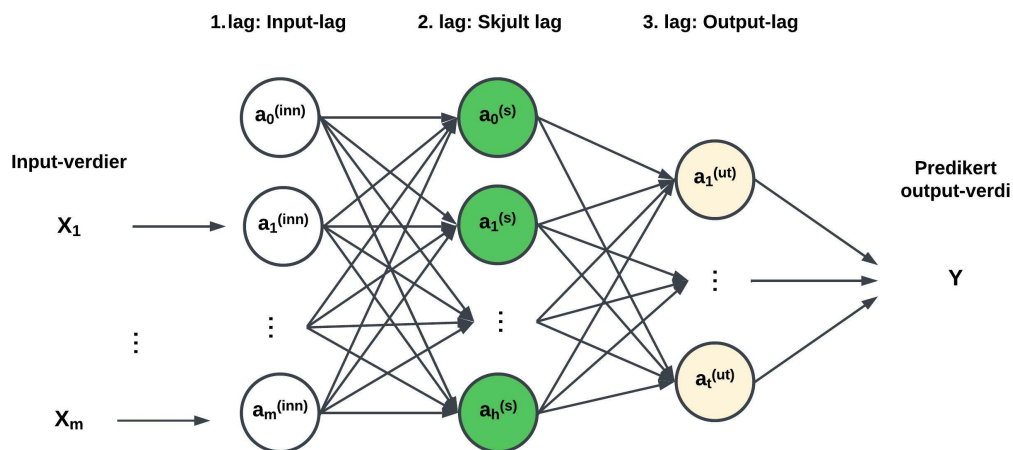 1.lag: Input-lag
2. lag: Skjult lag
3. lag: Output-lag
Input-verdier
X₁
⋮
Xₘ
a₀⁽ⁱⁿⁿ⁾
a₁⁽ⁱⁿⁿ⁾
⋮
aₘ⁽ⁱⁿⁿ⁾
a₀⁽ˢ⁾
a₁⁽ˢ⁾
⋮
aₕ⁽ˢ⁾
a₁⁽ᵘᵗ⁾
⋮
aₜ⁽ᵘᵗ⁾
Predikert
output-verdi
Y